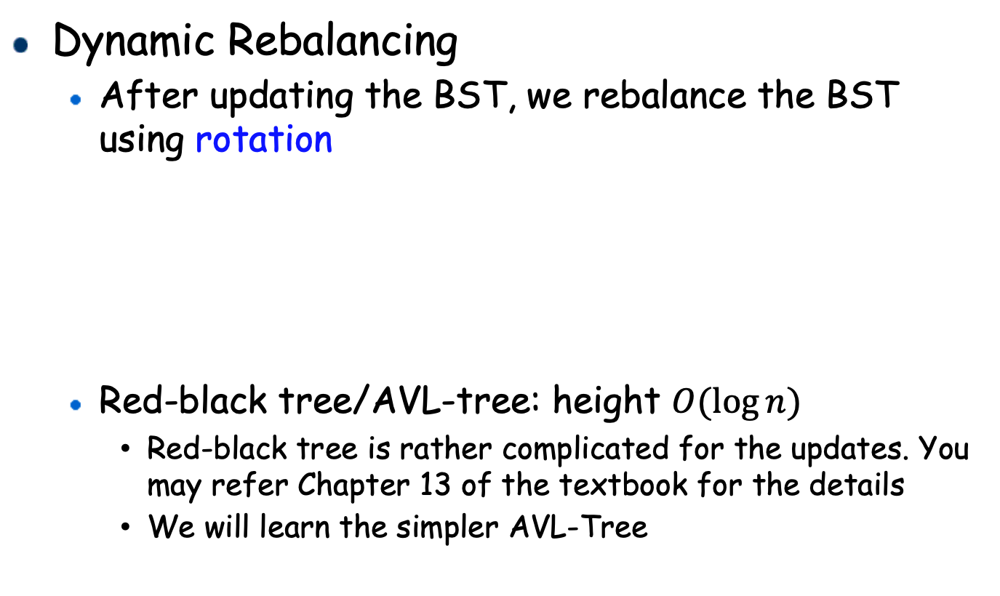 • Dynamic Rebalancing
• After updating the BST, we rebalance the BST
using rotation
• Red-black tree/AVL-tree: height O(log n)
• Red-black tree is rather complicated for the updates. You
may refer Chapter 13 of the textbook for the details
• We will learn the simpler AVL-Tree